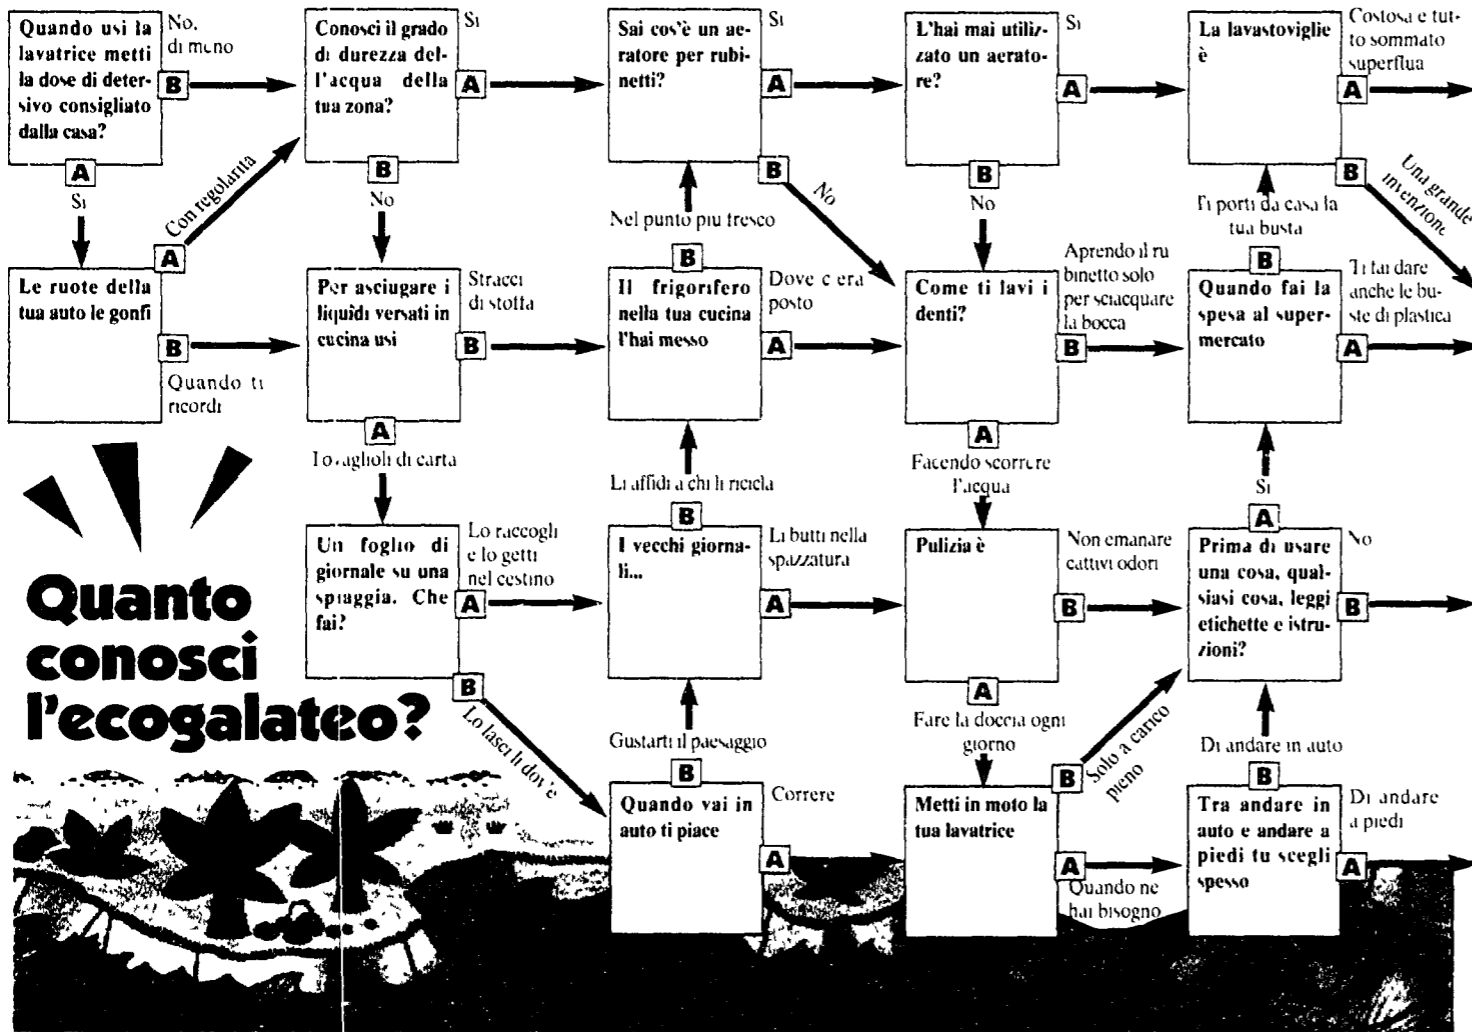 Quando usi la
lavatrice metti
la dose di deter-
sivo consigliato
dalla casa?
No,
di meno
B
A
Si
Conosci il grado
di durezza del-
l'acqua della
tua zona?
Si
A
B
No
Sai cos'è un ae-
ratore per rubi-
netti?
Si
A
B
No
L'hai mai utiliz-
zato un aerato-
re?
Si
A
B
No
La lavastoviglie
è
Costosa e tut-
to sommato
superflua
A
B
Una grande
invenzione
Con regolarita
A
Le ruote della
tua auto le gonfi
B
Quando ti
ricordi
Per asciugare i
liquidi versati in
cucina usi
Stracci
di stoffa
B
A
Tovaglioli di carta
Nel punto piu fresco
B
Il frigorifero
nella tua cucina
l'hai messo
Dove c era
posto
A
Come ti lavi i
denti?
Aprendo il ru
binetto solo
per sciacquare
la bocca
B
A
Facendo scorrere
l'acqua
Ti porti da casa la
tua busta
B
Quando fai la
spesa al super-
mercato
Ti fai dare
anche le bu-
ste di plastica
A
Quanto
conosci
l'ecogalateo?
Un foglio di
giornale su una
spiaggia. Che
fai?
Lo raccogli
e lo getti
nel cestino
A
B
Lo lasci li dov'è
Li affidi a chi li ricicla
B
I vecchi giorna-
li...
Li butti nella
spazzatura
A
Pulizia è
Non emanare
cattivi odori
B
A
Fare la doccia ogni
giorno
Si
A
Prima di usare
una cosa, qual-
siasi cosa, leggi
etichette e istru-
zioni?
No
B
Gustarti il paesaggio
B
Quando vai in
auto ti piace
Correre
A
Metti in moto la
tua lavatrice
B
Solo a carico
pieno
A
Quando ne
hai bisogno
Di andare in auto
B
Tra andare in
auto e andare a
piedi tu scegli
spesso
Di andare
a piedi
A